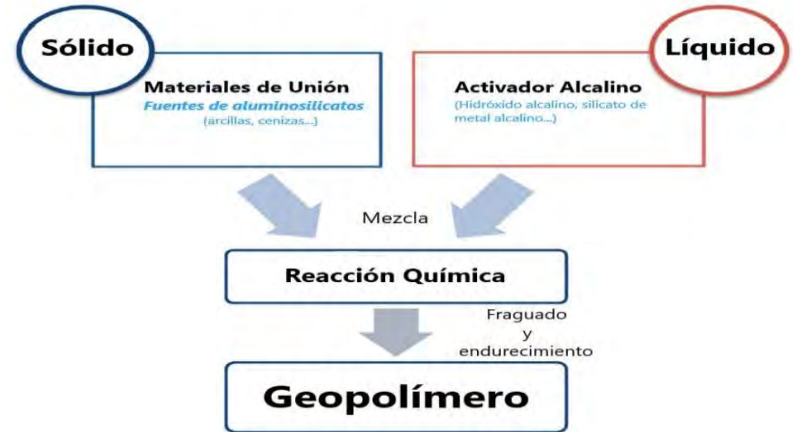 Sólido
Líquido
Materiales de Unión
Fuentes de aluminosilicatos
(arcillas, cenizas...)
Activador Alcalino
(Hidróxido alcalino, silicato de
metal alcalino...)
Mezcla
Reacción Química
Fraguado
y
endurecimiento
Geopolímero